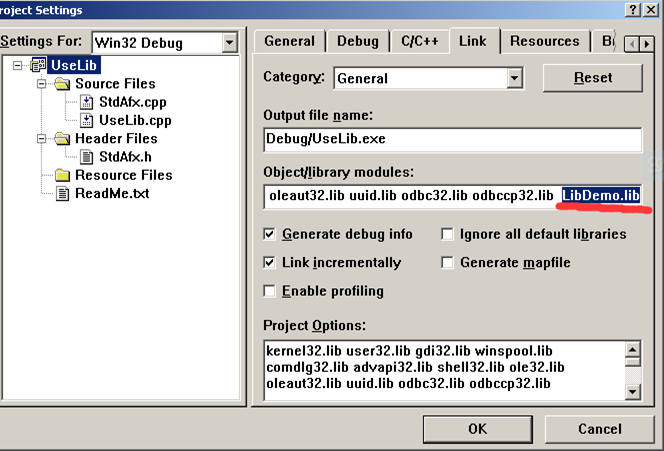 roject Settings
Settings For: Win32 Debug
UseLib
Source Files
StdAfx.cpp
UseLib.cpp
Header Files
StdAfx.h
Resource Files
ReadMe.txt
General Debug C/C++ Link Resources
Category: General Reset
Output file name:
Debug/UseLib.exe
Object/library modules:
oleaut32.lib uuid.lib odbc32.lib odbccp32.lib LibDemo.lib
Generate debug info Ignore all default libraries
Link incrementally Generate mapfile
Enable profiling
Project Options:
kernel32.lib user32.lib gdi32.lib winspool.lib
comdlg32.lib advapi32.lib shell32.lib ole32.lib
oleaut32.lib uuid.lib odbc32.lib odbccp32.lib
OK Cancel